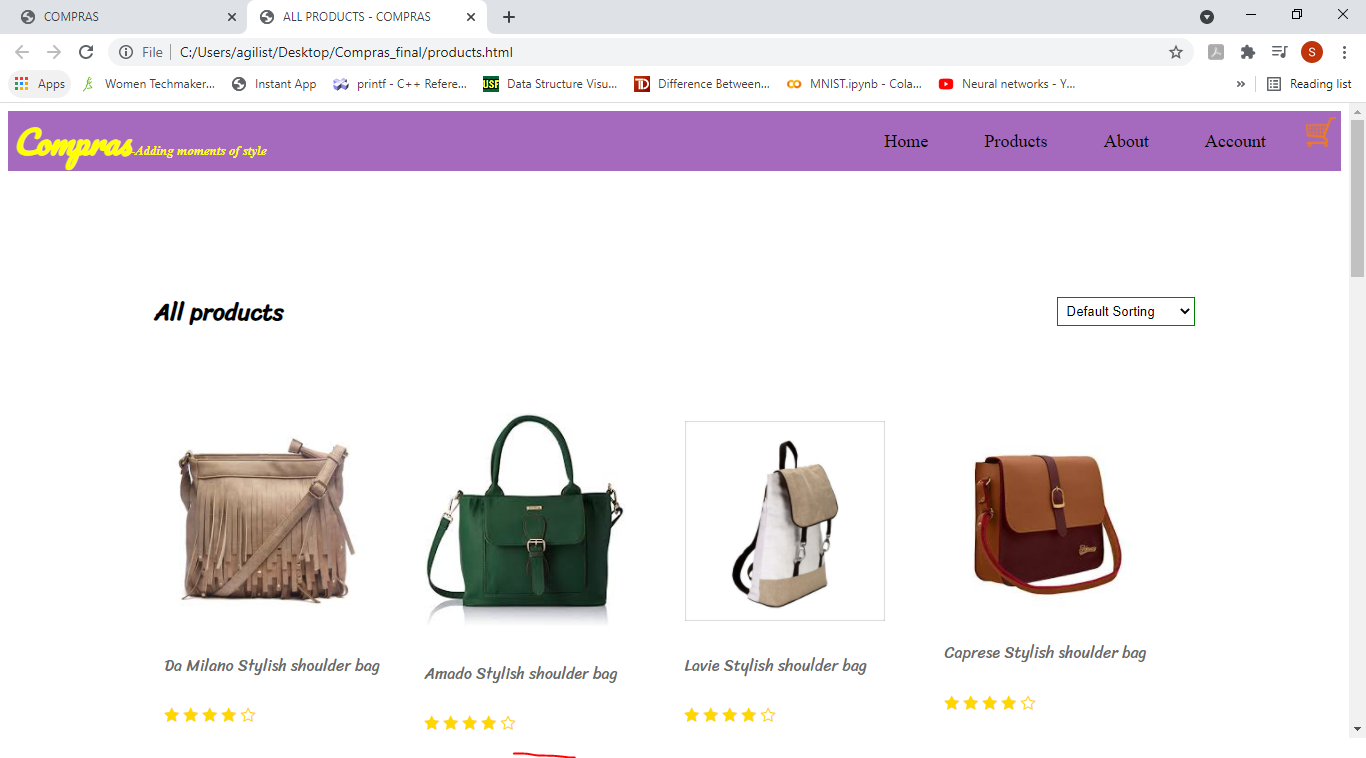 COMPRAS
ALL PRODUCTS - COMPRAS
File
C:/Users/agilist/Desktop/Compras_final/products.html
S
Apps
Women Techmaker...
Instant App
printf - C++ Refere...
USF Data Structure Visu...
TD Difference Between...
CO MNIST.ipynb - Cola...
Neural networks - Y...
»
Reading list
Compras-Adding moments of style
Home
Products
About
Account
All products
Default Sorting
Da Milano Stylish shoulder bag
Amado Stylish shoulder bag
Lavie Stylish shoulder bag
Caprese Stylish shoulder bag